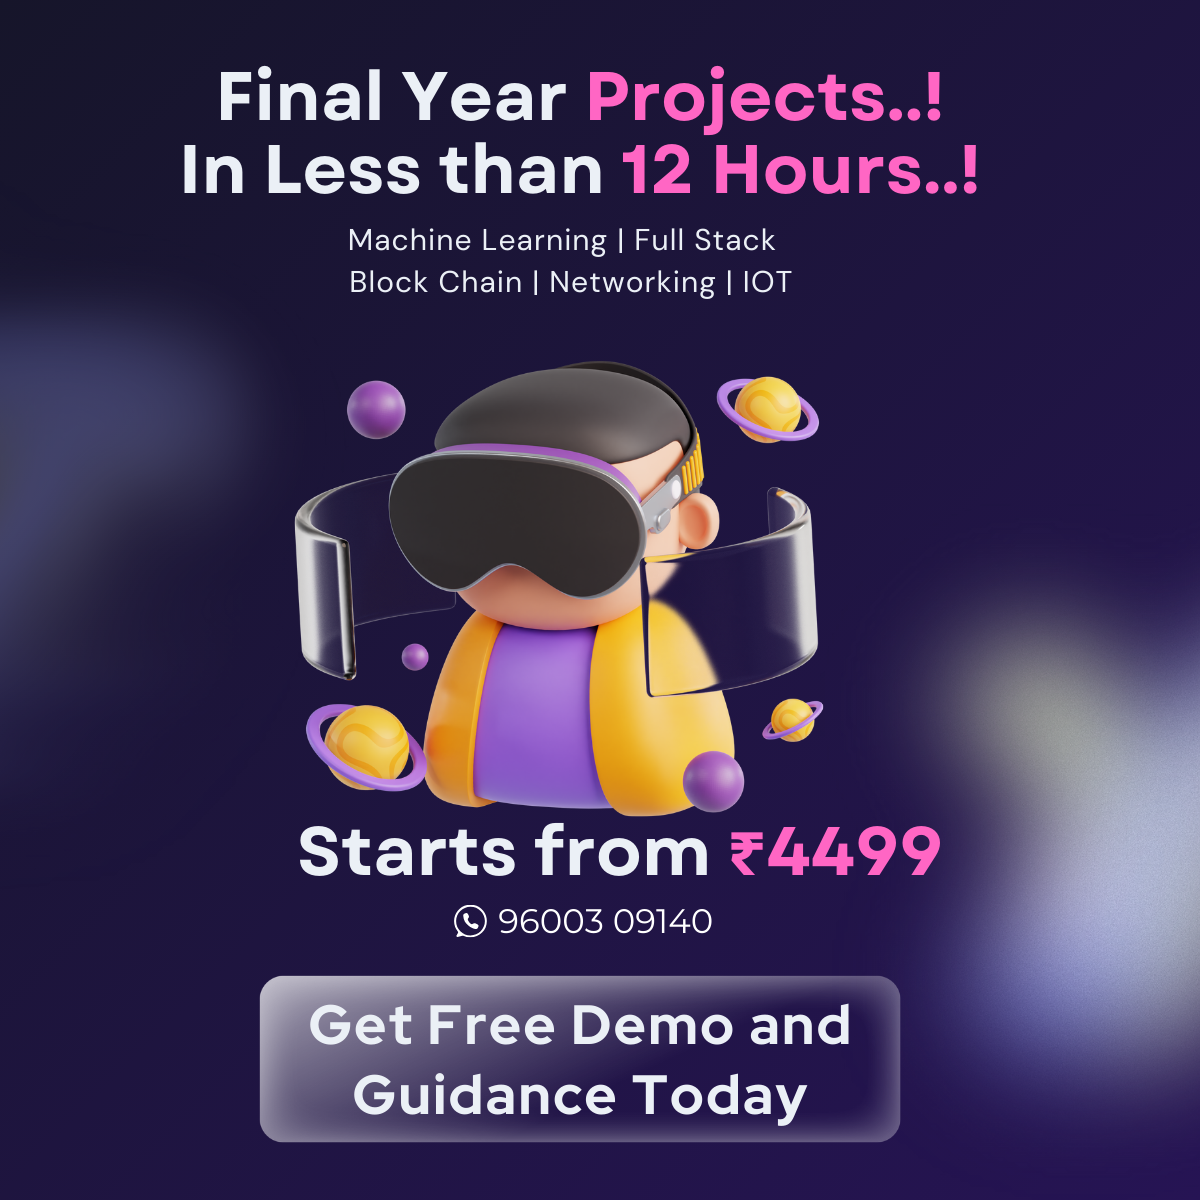 Final Year Projects..!
In Less than 12 Hours..!
Machine Learning | Full Stack
Block Chain | Networking | IOT
Starts from ₹4499
96003 09140
Get Free Demo and
Guidance Today